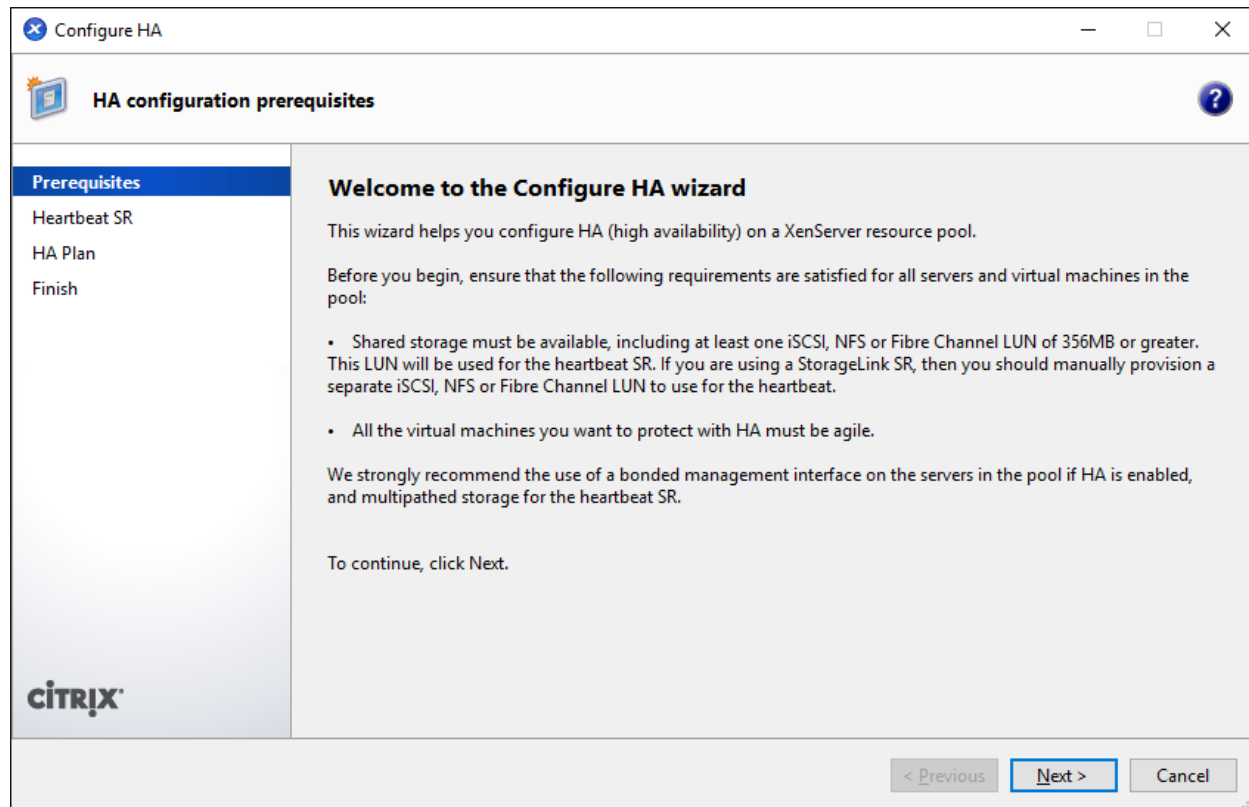 Configure HA
HA configuration prerequisites
?
Prerequisites
Heartbeat SR
HA Plan
Finish
Welcome to the Configure HA wizard
This wizard helps you configure HA (high availability) on a XenServer resource pool.
Before you begin, ensure that the following requirements are satisfied for all servers and virtual machines in the
pool:
• Shared storage must be available, including at least one iSCSI, NFS or Fibre Channel LUN of 356MB or greater.
This LUN will be used for the heartbeat SR. If you are using a StorageLink SR, then you should manually provision a
separate iSCSI, NFS or Fibre Channel LUN to use for the heartbeat.
• All the virtual machines you want to protect with HA must be agile.
We strongly recommend the use of a bonded management interface on the servers in the pool if HA is enabled,
and multipathed storage for the heartbeat SR.
To continue, click Next.
CİTRIX
< Previous
Next >
Cancel